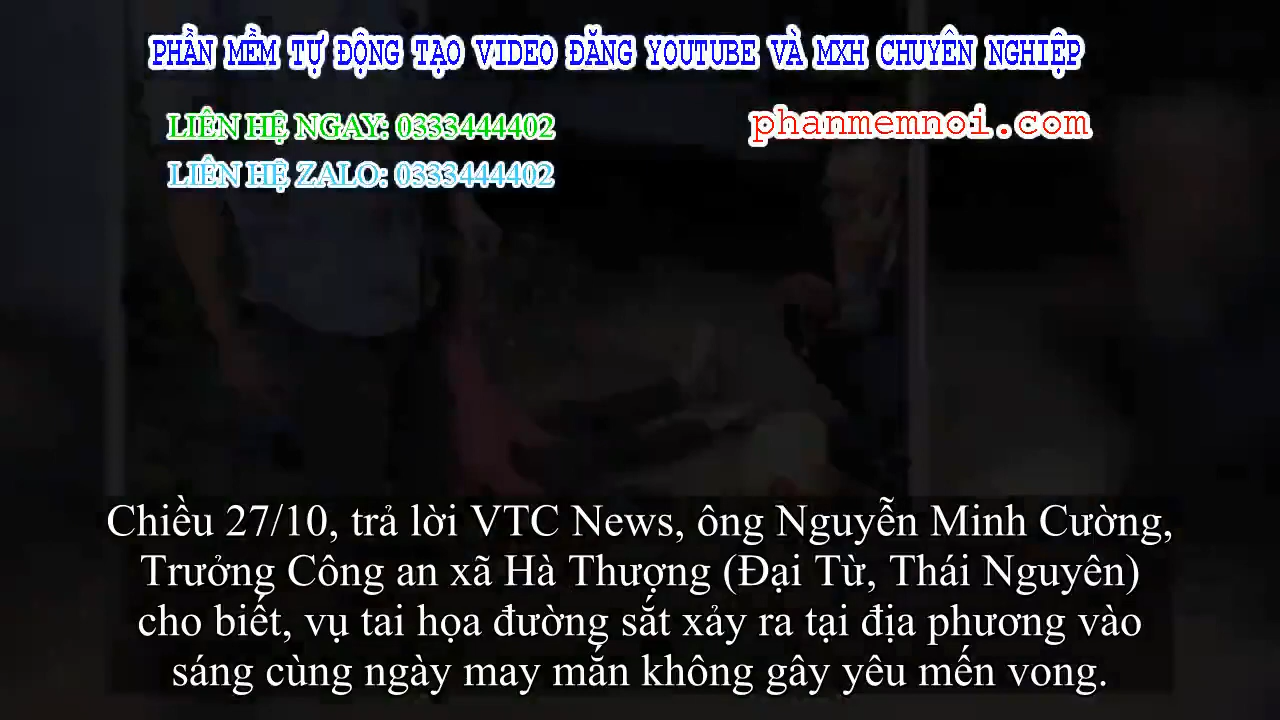 PHẦN MỀM TỰ ĐỘNG TẠO VIDEO ĐĂNG YOUTUBE VÀ MXH CHUYÊN NGHIỆP
LIÊN HỆ NGAY: 0333444402
phanmemnoi.com
LIÊN HỆ ZALO: 0333444402
Chiều 27/10, trả lời VTC News, ông Nguyễn Minh Cường,
Trưởng Công an xã Hà Thượng (Đại Từ, Thái Nguyên)
cho biết, vụ tai họa đường sắt xảy ra tại địa phương vào
sáng cùng ngày may mắn không gây yêu mến vong.